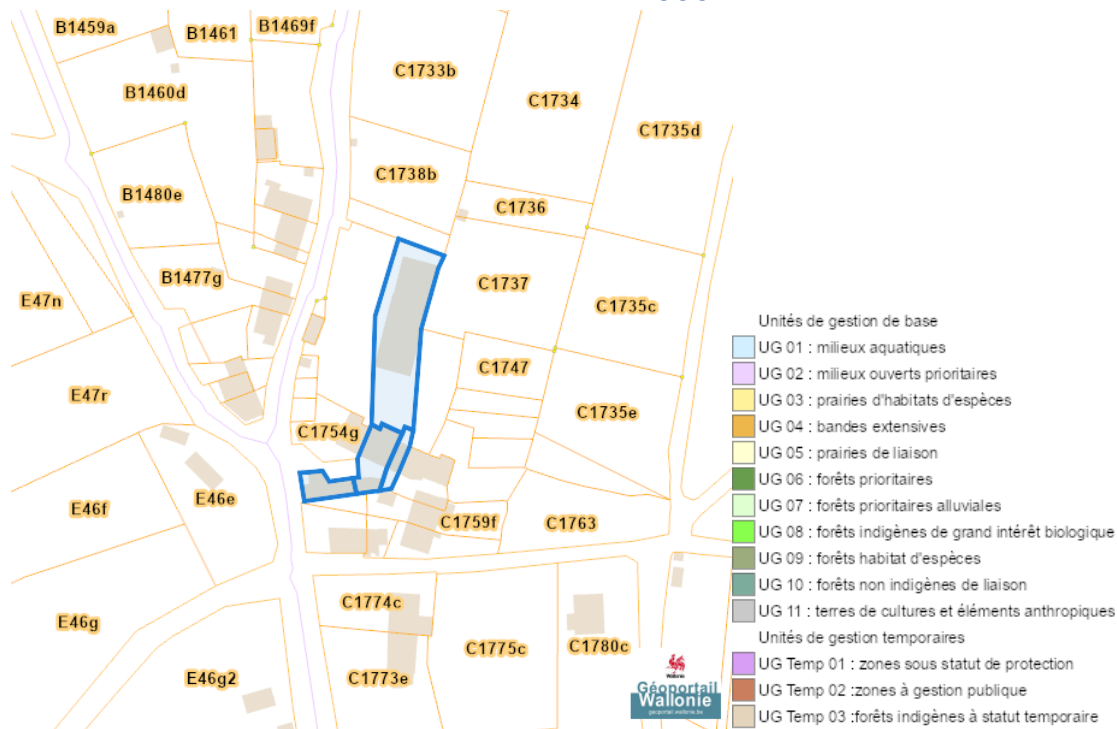 B1459a
B1461
B1469f
C1733b
B1460d
C1734
C1735d
C1738b
B1480e
C1736
B1477g
C1737
E47n
C1735c
C1747
E47r
C1735e
C1754g
E46e
E46f
C1759f
C1763
C1774c
E46g
C1775c
C1780c
E46g2
C1773e
Wallonie
Géoportail
Wallonie
geoportail.wallonie.be
Unités de gestion de base
UG 01 : milieux aquatiques
UG 02 : milieux ouverts prioritaires
UG 03 : prairies d'habitats d'espèces
UG 04 : bandes extensives
UG 05 : prairies de liaison
UG 06 : forêts prioritaires
UG 07 : forêts prioritaires alluviales
UG 08 : forêts indigènes de grand intérêt biologique
UG 09 : forêts habitat d'espèces
UG 10 : forêts non indigènes de liaison
UG 11 : terres de cultures et éléments anthropiques
Unités de gestion temporaires
UG Temp 01 : zones sous statut de protection
UG Temp 02 :zones à gestion publique
UG Temp 03 :forêts indigènes à statut temporaire